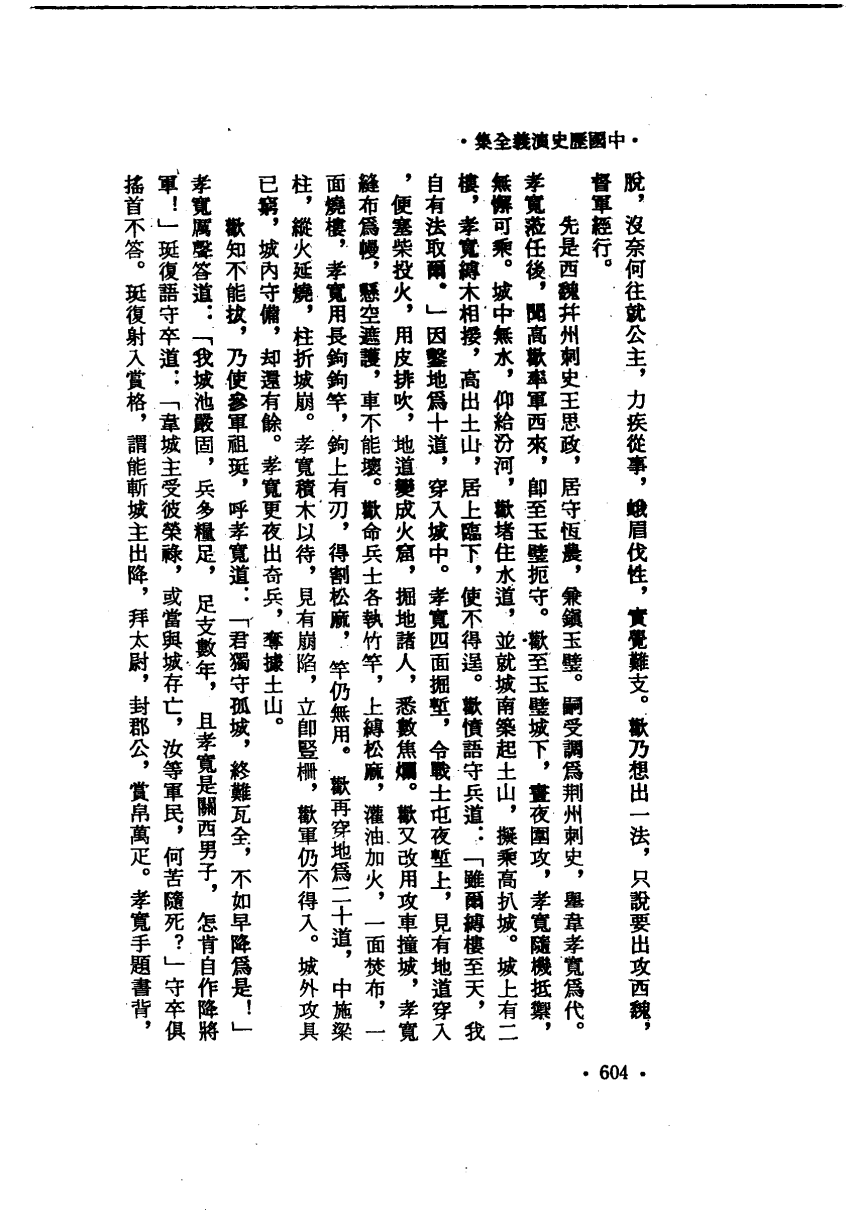 ·中國歷史演義全集·
脫，沒奈何往就公主，力疾從事，蛾眉伐性，實覺難支。歡乃想出一法，只說要出攻西魏，
督軍經行。
先是西魏幷州刺史王思政，居守恆農，兼鎮玉璧。嗣受調爲荆州刺史，舉韋孝寬爲代。
孝寬蒞任後，聞高歡率軍西來，卽至玉璧扼守。歡至玉璧城下，晝夜圍攻，孝寬隨機抵禦，
無懈可乘。城中無水，仰給汾河，歡堵住水道，並就城南築起土山，擬乘高扒城。城上有二
樓，孝寬縛木相接，高出土山，居上臨下，使不得逞。歡憤語守兵道：「雖爾縛樓至天，我
自有法取爾。」因鑿地爲十道，穿入城中。孝寬四面掘塹，令戰士屯夜塹上，見有地道穿入
，便塞柴投火，用皮排吹，地道變成火窟，掘地諸人，悉數焦爛。歡又改用攻車撞城，孝寬
縫布爲幔，懸空遮護，車不能壞。歡命兵士各執竹竿，上縛松麻，灌油加火，一面焚布，一
面燒樓，孝寬用長鉤鉤竿，鉤上有刃，得割松麻，竿仍無用。歡再穿地爲二十道，中施梁
柱，縱火延燒，柱折城崩。孝寬積木以待，見有崩陷，立卽豎柵，歡軍仍不得入。城外攻具
已窮，城內守備，却還有餘。孝寬更夜出奇兵，奪據土山。
歡知不能拔，乃使參軍祖珽，呼孝寬道：「君獨守孤城，終難瓦全，不如早降爲是！」
孝寬厲聲答道：「我城池嚴固，兵多糧足，足支數年，且孝寬是關西男子，怎肯自作降將
軍！」珽復語守卒道：「韋城主受彼榮祿，或當與城存亡，汝等軍民，何苦隨死？」守卒俱
搖首不答。珽復射入賞格，謂能斬城主出降，拜太尉，封郡公，賞帛萬疋。孝寬手題書背，
·604·